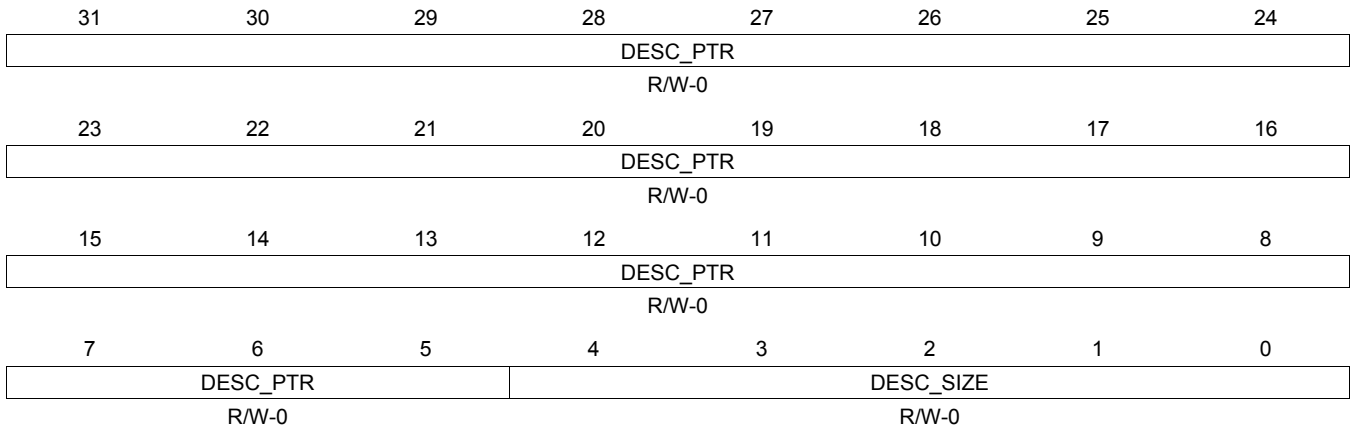 31 30 29 28 27 26 25 24
DESC_PTR
R/W-0
23 22 21 20 19 18 17 16
DESC_PTR
R/W-0
15 14 13 12 11 10 9 8
DESC_PTR
R/W-0
7 6 5 4 3 2 1 0
DESC_PTR DESC_SIZE
R/W-0 R/W-0